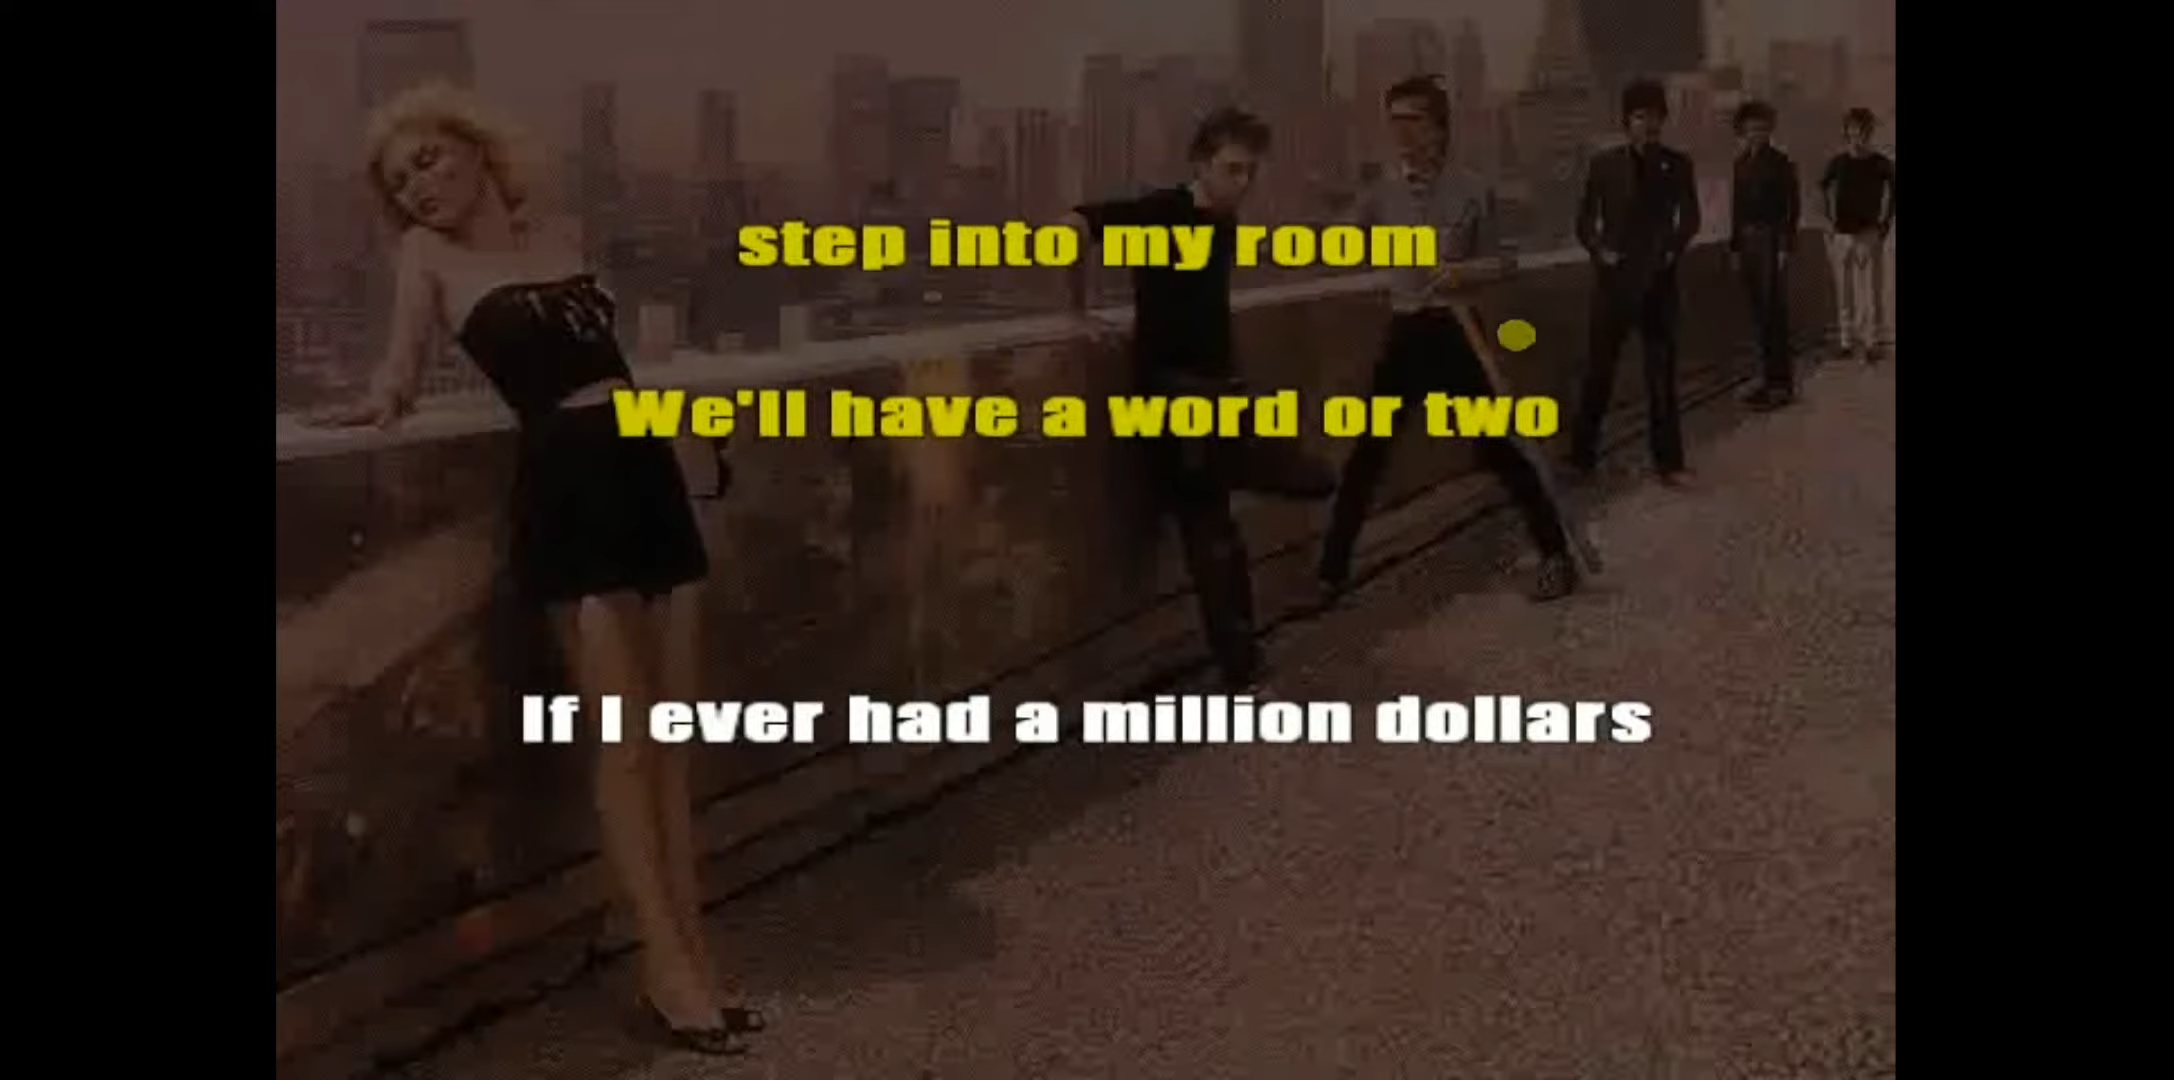 step into my room
We'll have a word or two
If I ever had a million dollars